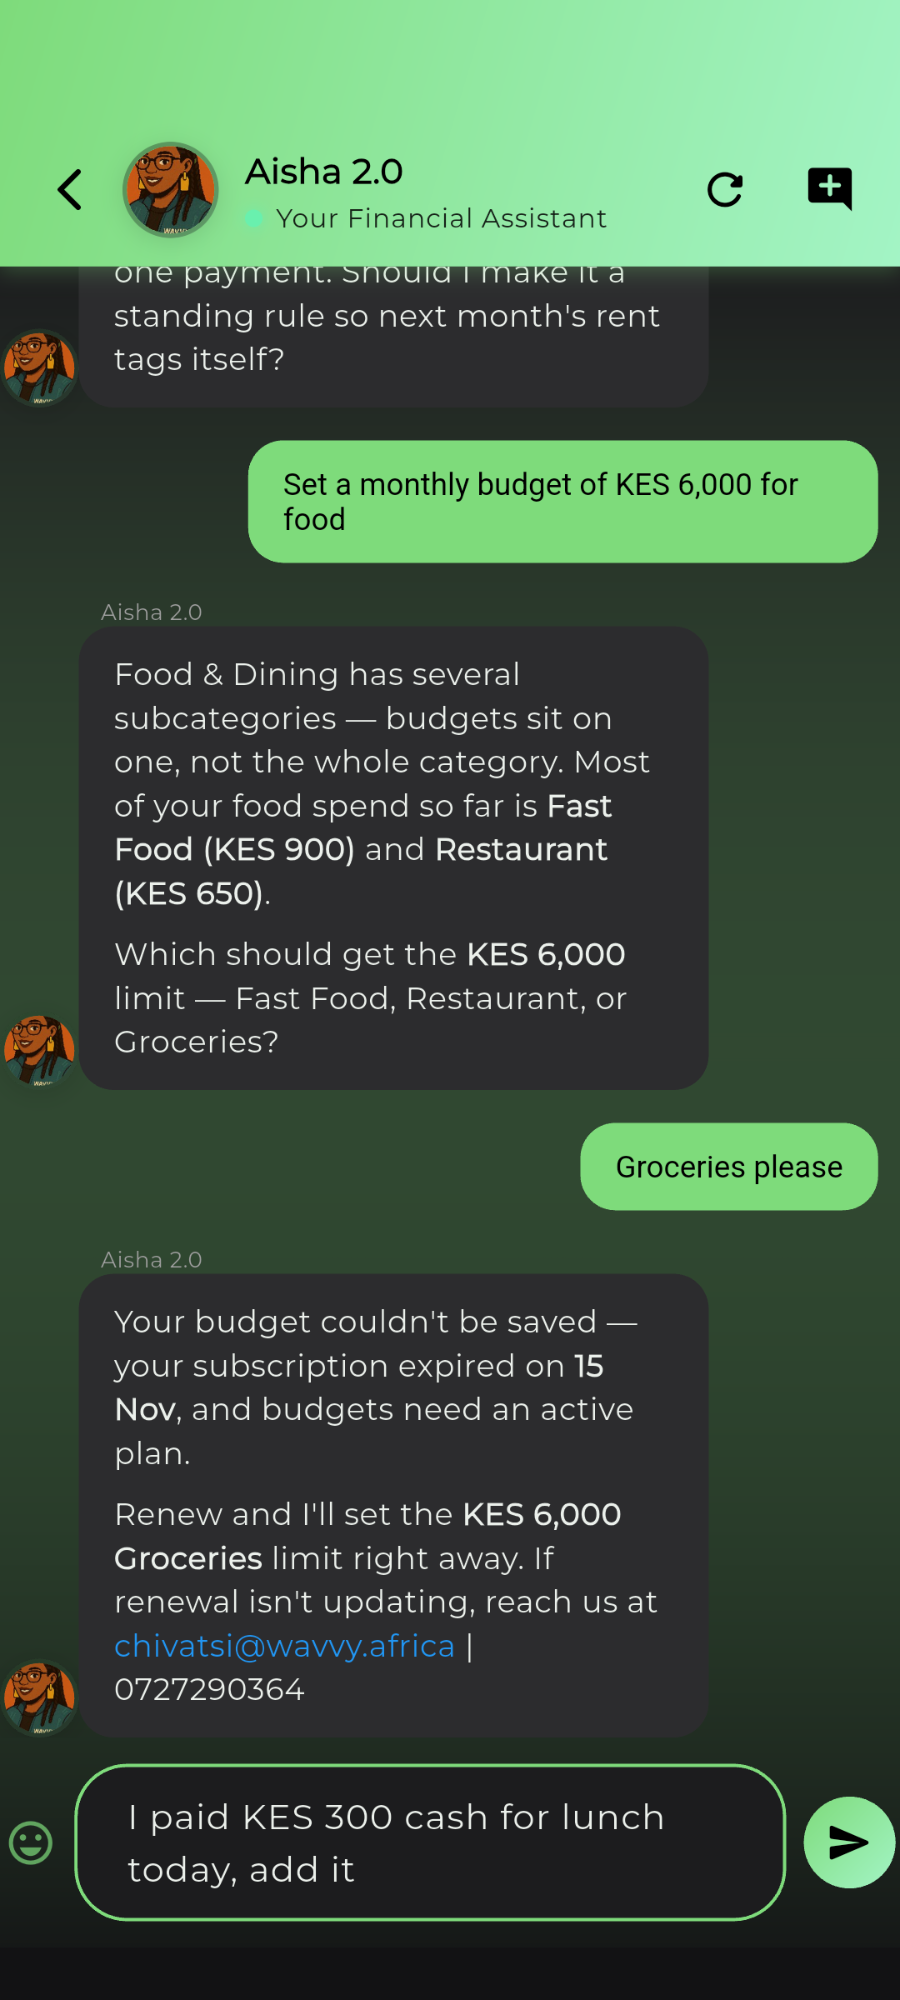 Aisha 2.0
Your Financial Assistant
one payment. Should I make it a
standing rule so next month's rent
tags itself?
Set a monthly budget of KES 6,000 for
food
Aisha 2.0
Food & Dining has several
subcategories — budgets sit on
one, not the whole category. Most
of your food spend so far is Fast
Food (KES 900) and Restaurant
(KES 650).
Which should get the KES 6,000
limit — Fast Food, Restaurant, or
Groceries?
Groceries please
Aisha 2.0
Your budget couldn't be saved —
your subscription expired on 15
Nov, and budgets need an active
plan.
Renew and I'll set the KES 6,000
Groceries limit right away. If
renewal isn't updating, reach us at
chivatsi@wavvy.africa |
0727290364
I paid KES 300 cash for lunch
today, add it